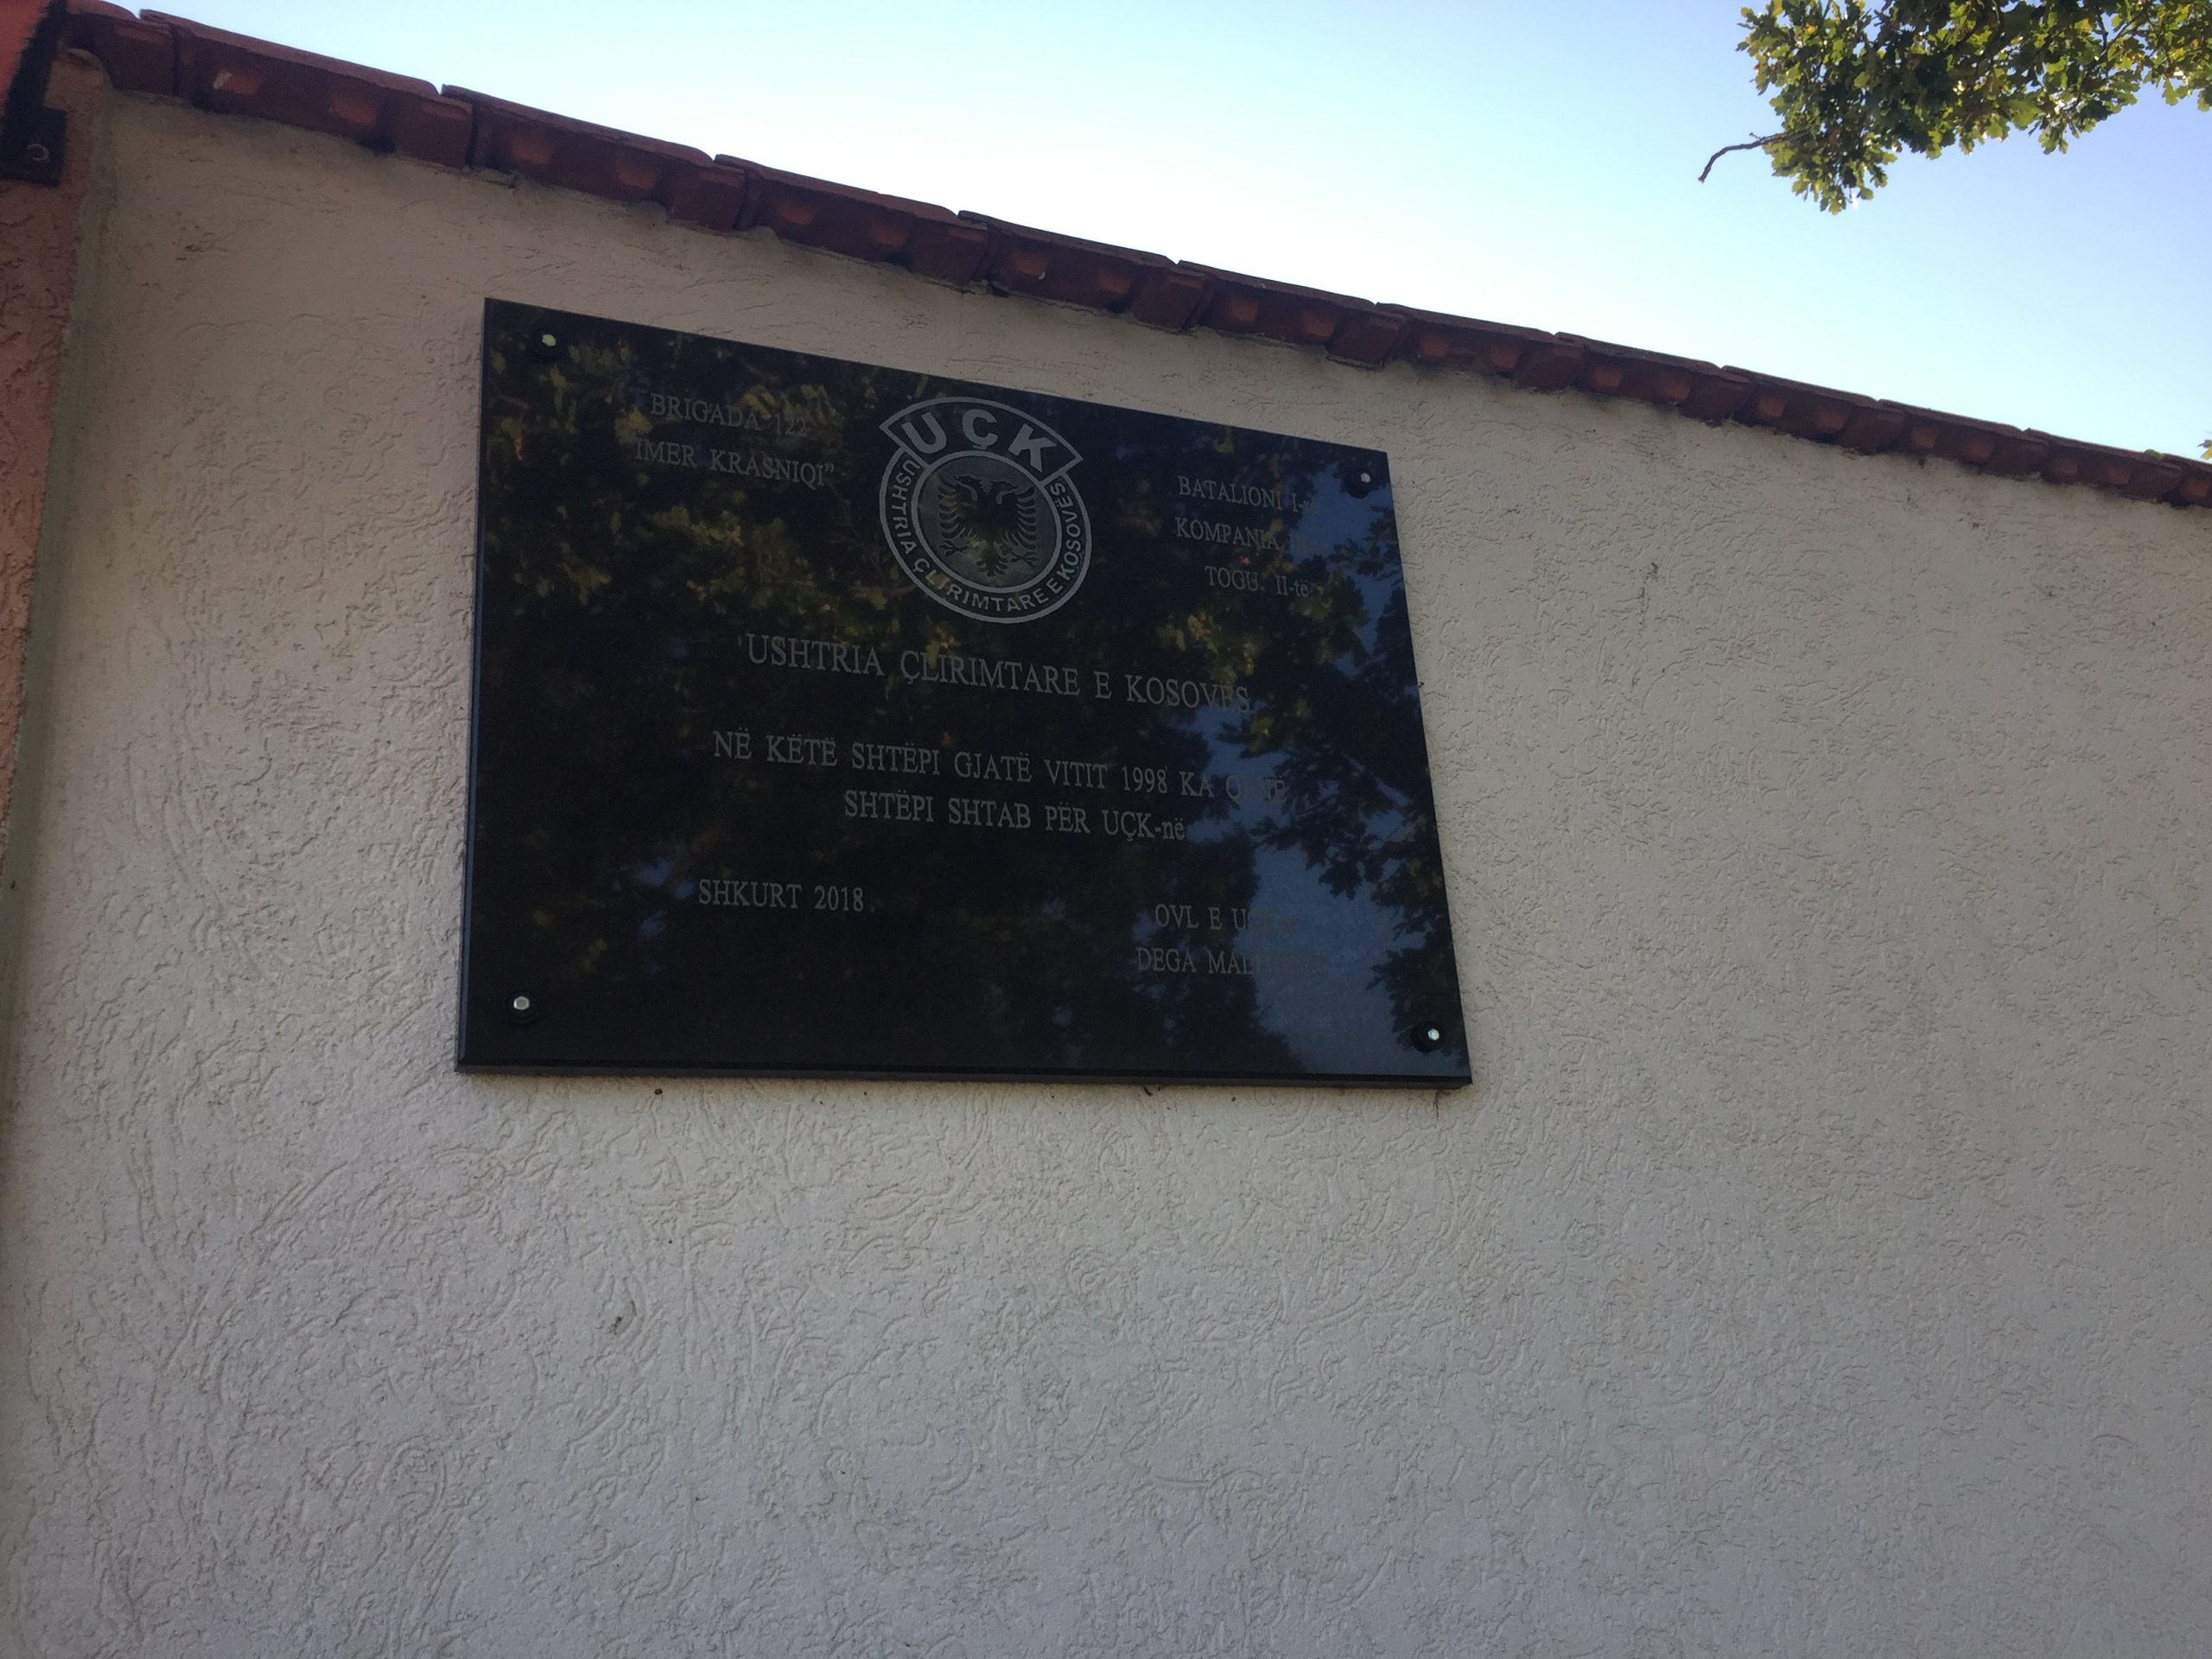 BRIGADA 122
IMER KRASNIQI”
UÇK
USHTRIA ÇLIRIMTARE E KOSOVËS
BATALIONI I-
KOMPANIA
TOGU. II-të
USHTRIA ÇLIRIMTARE E KOSOVËS
NË KËTË SHTËPI GJATË VITIT 1998 KA
SHTËPI SHTAB PËR UÇK-në
SHKURT 2018.
OVL E
DEGA